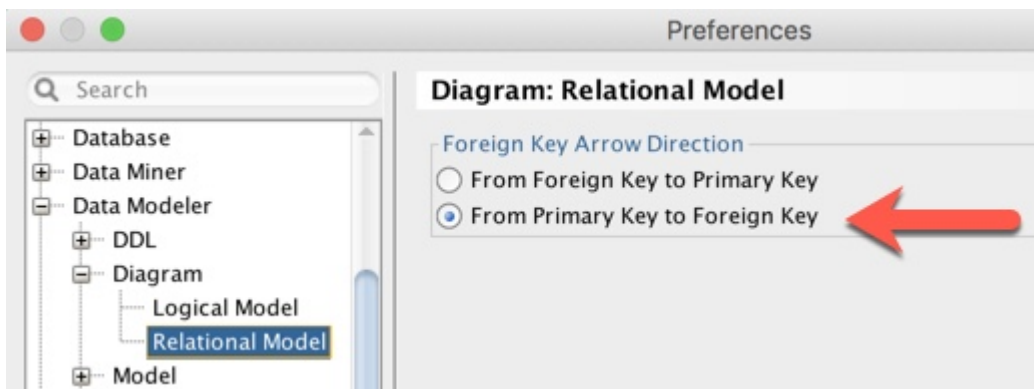 Preferences
Search
Database
Data Miner
Data Modeler
DDL
Diagram
Logical Model
Relational Model
Model
Diagram: Relational Model
Foreign Key Arrow Direction
From Foreign Key to Primary Key
From Primary Key to Foreign Key